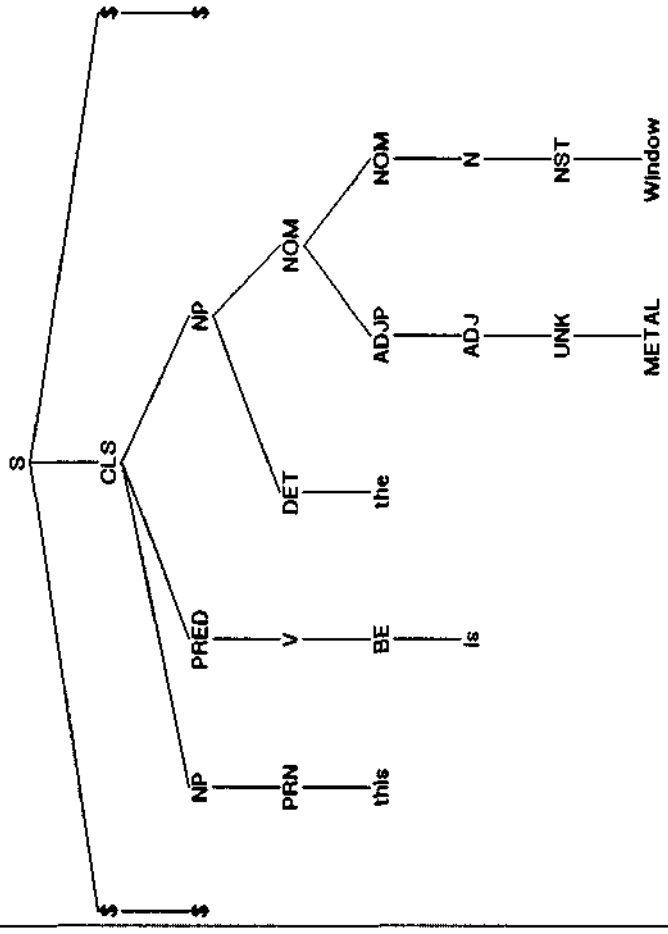 S
$ CLS $
$ NP PRED NP $
PRN V DET NOM
this BE the ADJP NOM
is ADJ N
UNK NST
METAL Window